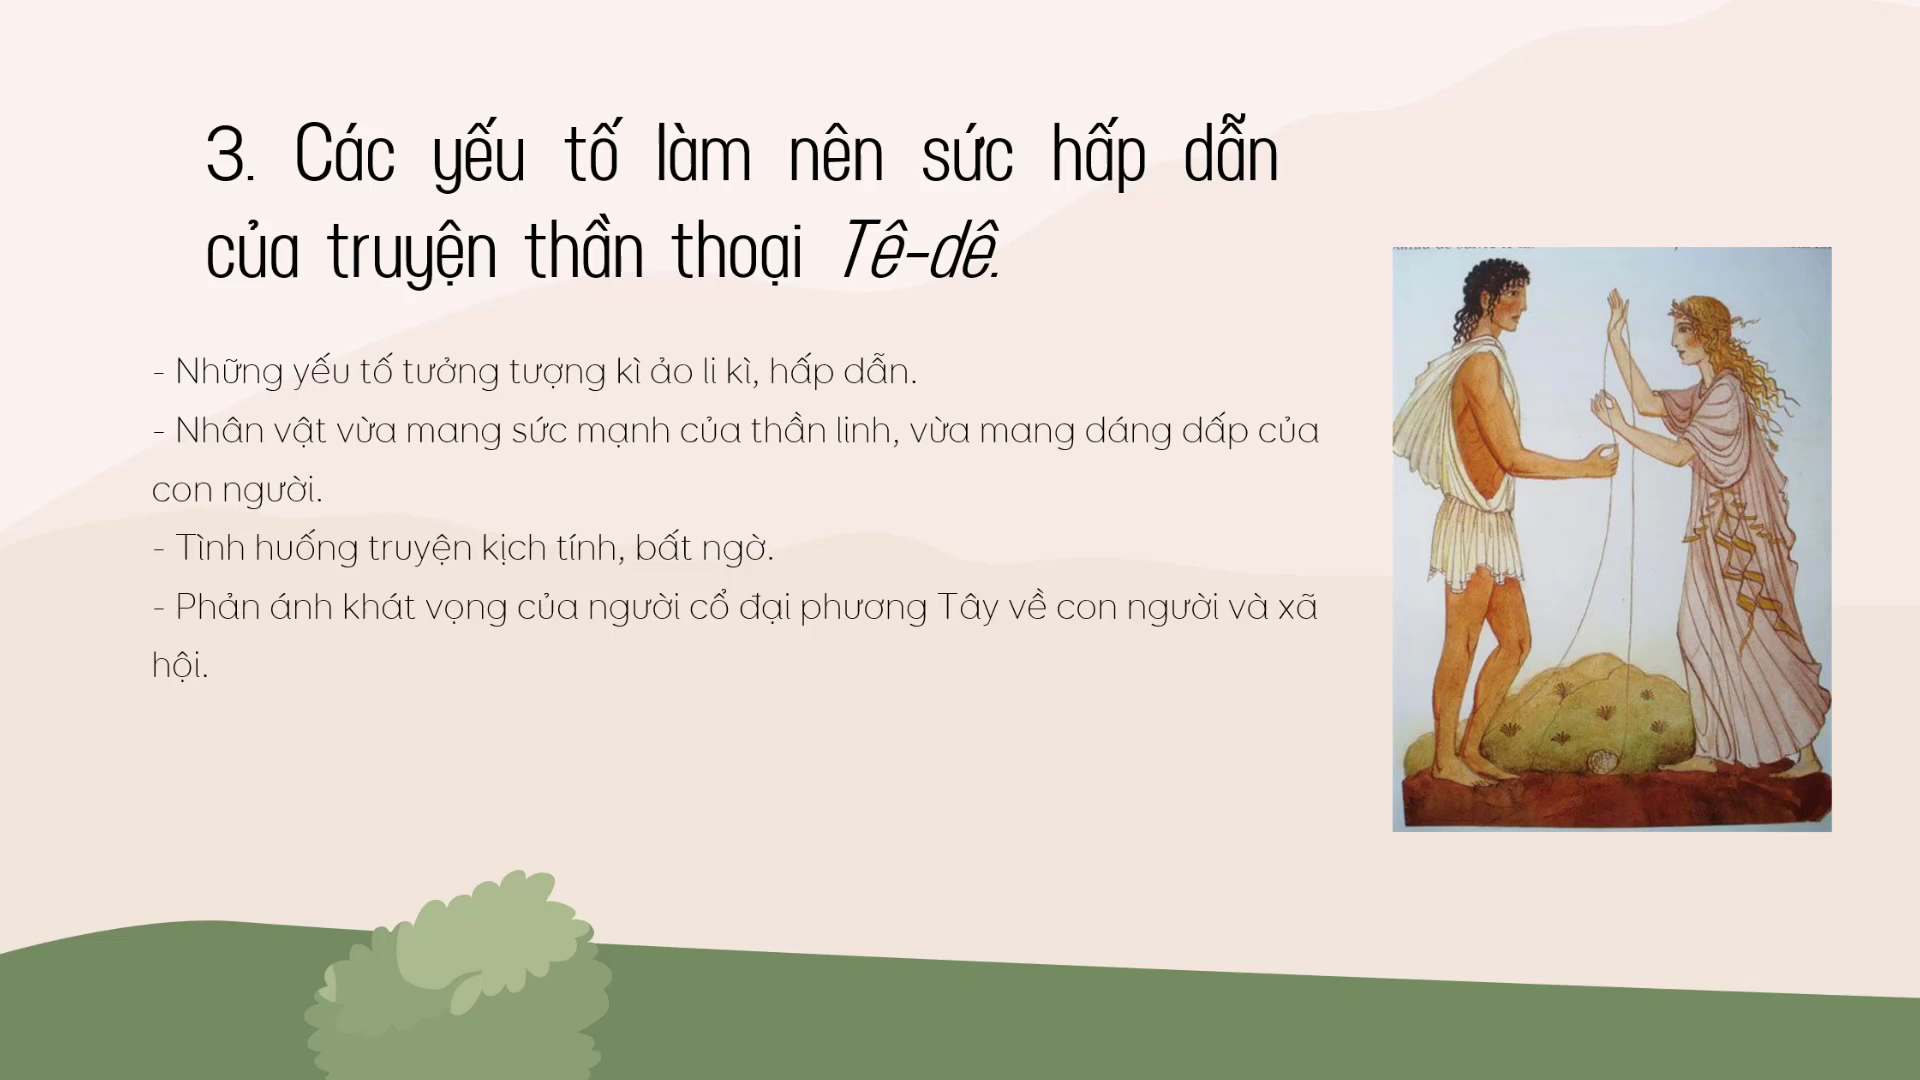 3. Các yếu tố làm nên sức hấp dẫn
của truyện thần thoại Tê-dê.
- Những yếu tố tưởng tượng kì ảo li kì, hấp dẫn.
- Nhân vật vừa mang sức mạnh của thần linh, vừa mang dáng dấp của
con người.
- Tình huống truyện kịch tính, bất ngờ.
- Phản ánh khát vọng của người cổ đại phương Tây về con người và xã
hội.